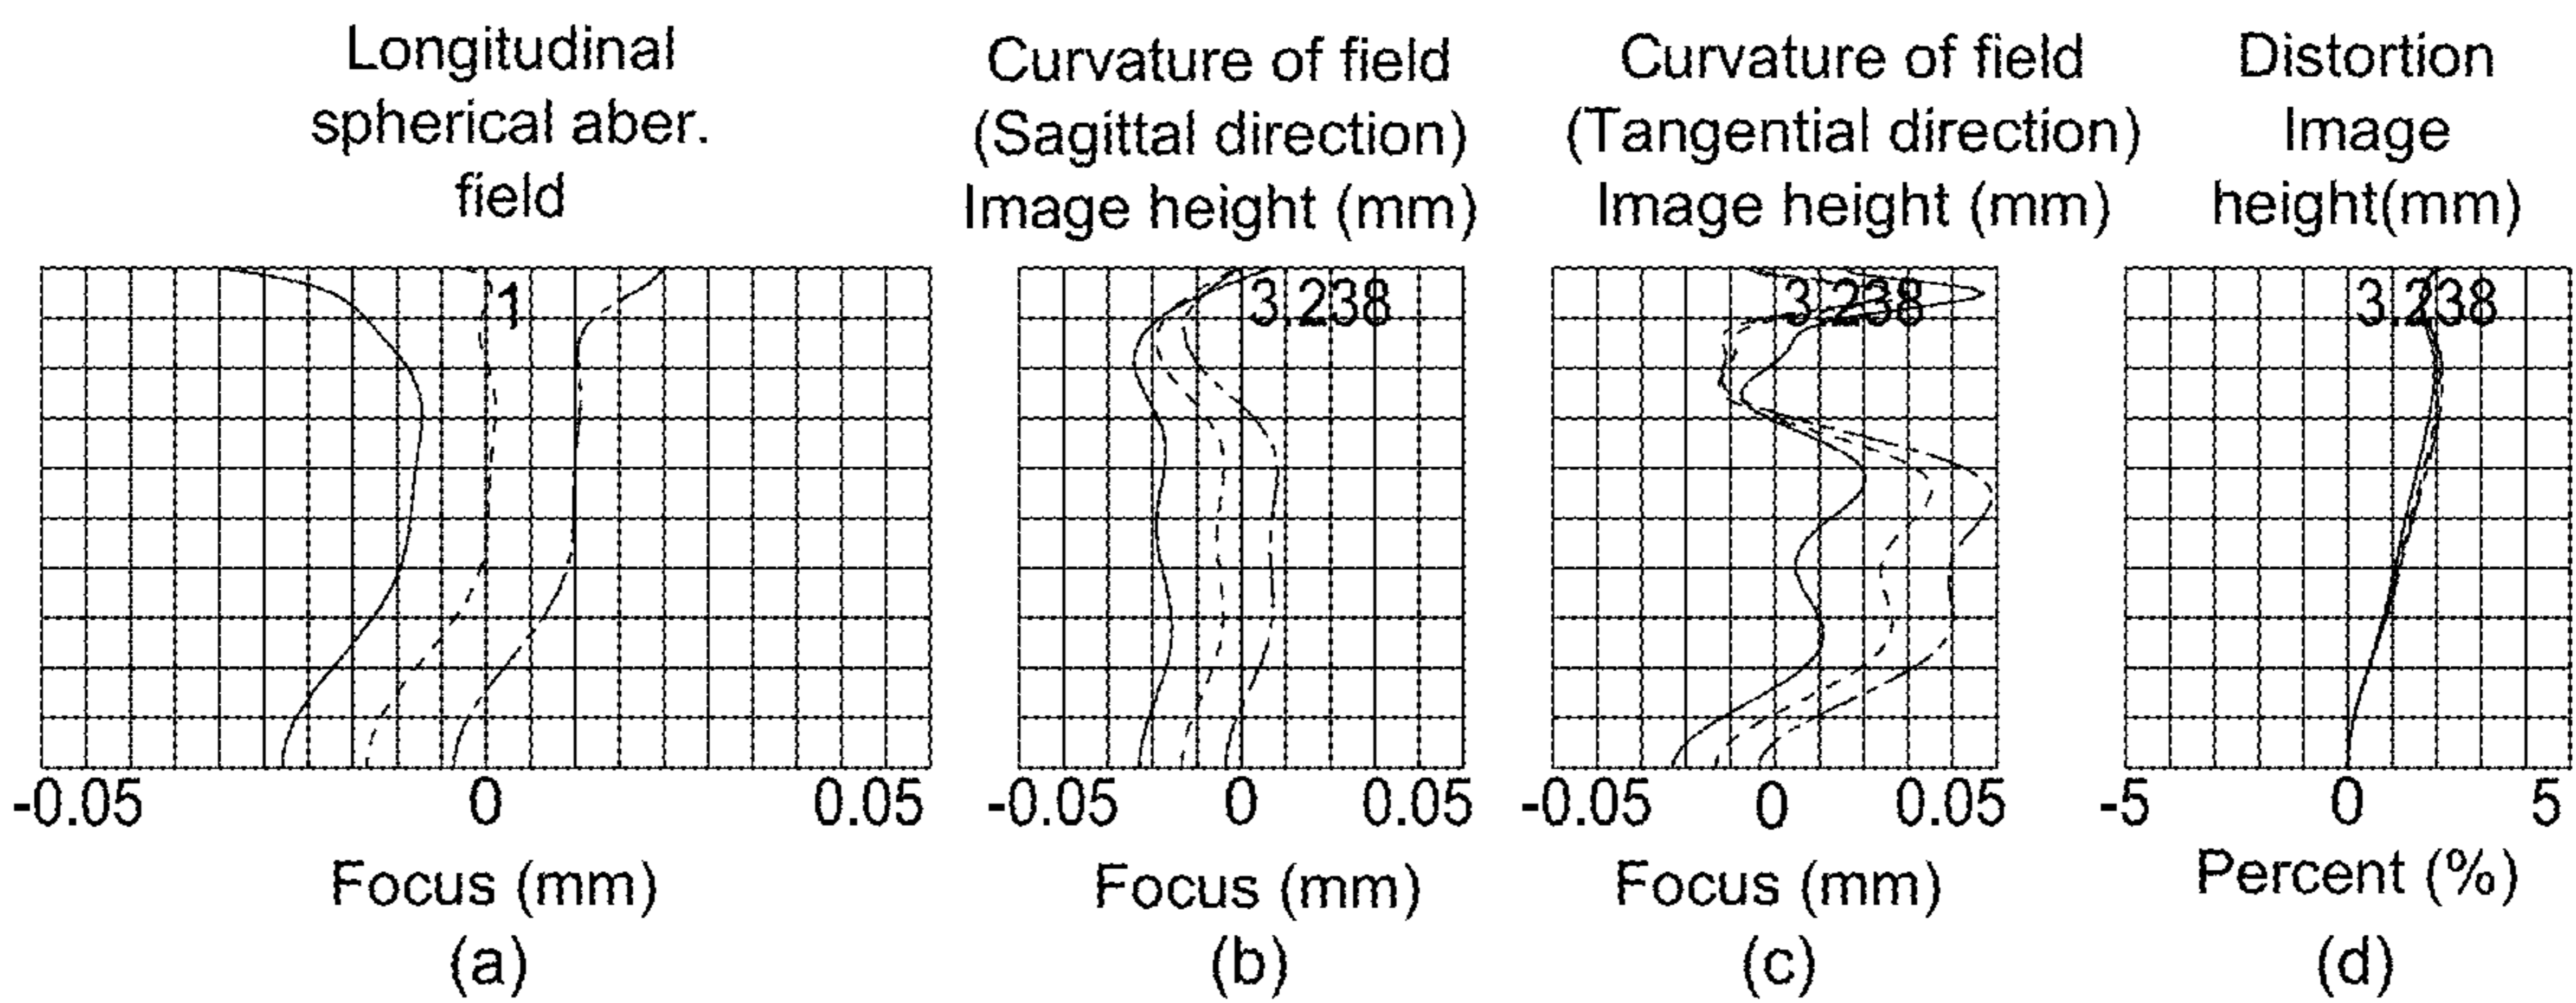 Longitudinal
spherical aber.
field
1
-0.05 0 0.05
Focus (mm)
(a)
Curvature of field
(Sagittal direction)
Image height (mm)
3.238
-0.05 0 0.05
Focus (mm)
(b)
Curvature of field
(Tangential direction)
Image height (mm)
3.238
-0.05 0 0.05
Focus (mm)
(c)
Distortion
Image
height(mm)
3.238
-5 0 5
Percent (%)
(d)